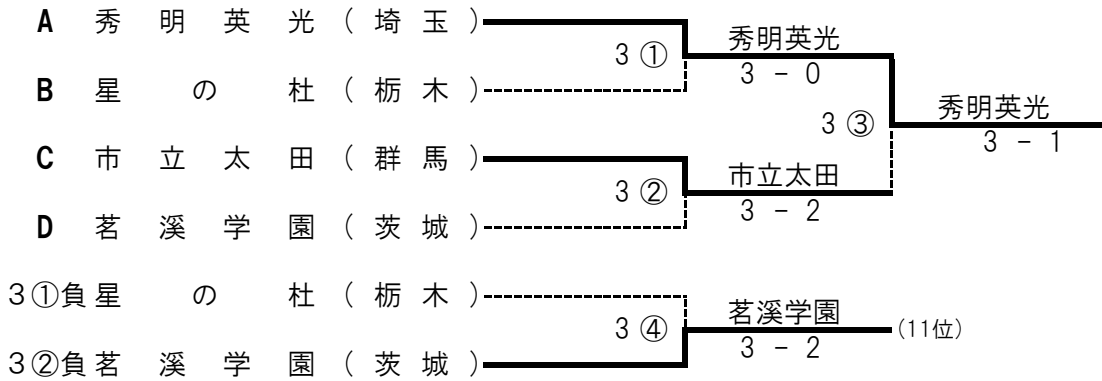 A 秀明英光(埼玉)
秀明英光
3 ①
3 - 0
B 星の杜(栃木)
秀明英光
3 ③
3 - 1
C 市立太田(群馬)
市立太田
3 ②
3 - 2
D 茗溪学園(茨城)
3①負 星の杜(栃木)
茗溪学園
3 ④
(11位)
3 - 2
3②負 茗溪学園(茨城)